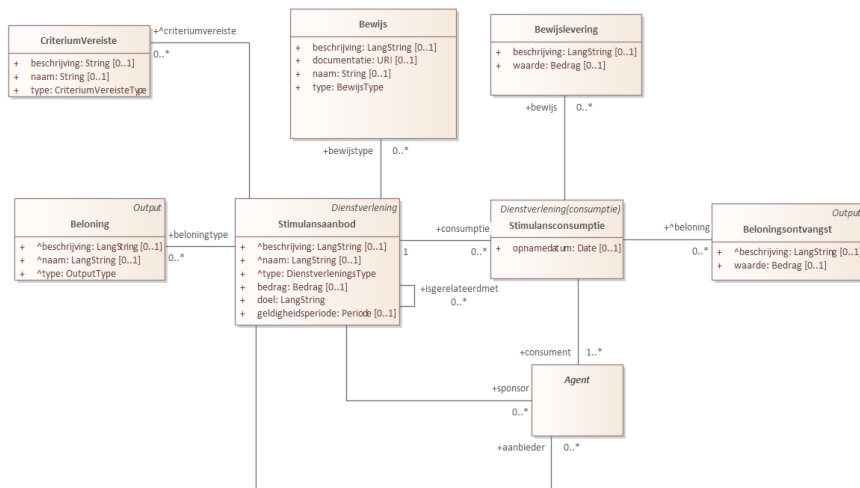 CriteriumVereiste
+ beschrijving: String [0..1]
+ naam: String [0..1]
+ type: CriteriumVereisteType
+^criteriumvereiste
0..*
Bewijs
+ beschrijving: LangString [0..1]
+ documentatie: URI [0..1]
+ naam: String [0..1]
+ type: BewijsType
+bewijstype
0..*
Bewijslevering
+ beschrijving: LangString [0..1]
+ waarde: Bedrag [0..1]
+bewijs
0..*
Output
Beloning
+ ^beschrijving: LangString [0..1]
+ ^naam: LangString [0..1]
+ ^type: OutputType
+beloningtype
0..*
Dienstverlening
Stimulansaanbod
+ ^beschrijving: LangString [0..1]
+ ^naam: LangString [0..1]
+ ^type: DienstverleningsType
+ bedrag: Bedrag [0..1]
+ doel: LangString
+ geldigheidsperiode: Periode [0..1]
+consumptie
1
0..*
+isgerelateerdmet
0..*
Dienstverlening(consumptie)
Stimulansconsumptie
+ opnamedatum: Date [0..1]
+^beloning
0..*
Output
Beloningsontvangst
+ ^beschrijving: LangString [0..1]
+ waarde: Bedrag [0..1]
+consument
1..*
+sponsor
0..*
Agent
+aanbieder
0..*